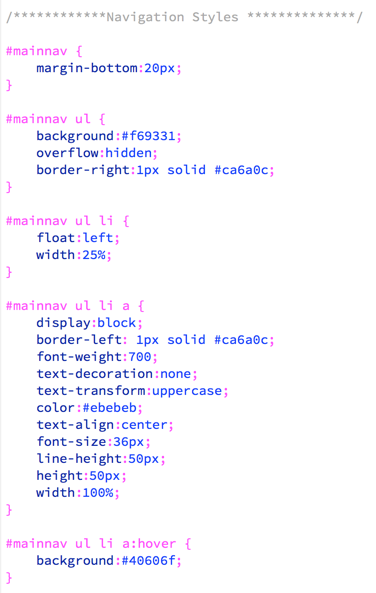 /************Navigation Styles **************/
#mainnav {
    margin-bottom:20px;
}
#mainnav ul {
    background:#f69331;
    overflow:hidden;
    border-right:1px solid #ca6a0c;
}
#mainnav ul li {
    float:left;
    width:25%;
}
#mainnav ul li a {
    display:block;
    border-left: 1px solid #ca6a0c;
    font-weight:700;
    text-decoration:none;
    text-transform:uppercase;
    color:#ebebeb;
    text-align:center;
    font-size:36px;
    line-height:50px;
    height:50px;
    width:100%;
}
#mainnav ul li a:hover {
    background:#40606f;
}